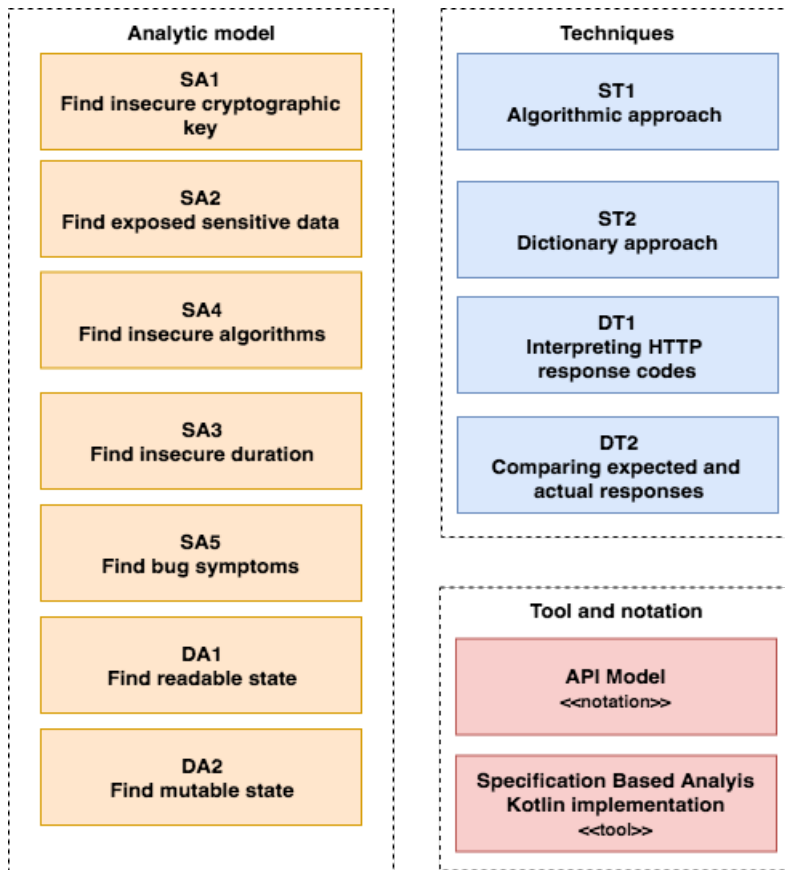 Analytic model
SA1
Find insecure cryptographic
key
SA2
Find exposed sensitive data
SA4
Find insecure algorithms
SA3
Find insecure duration
SA5
Find bug symptoms
DA1
Find readable state
DA2
Find mutable state
Techniques
ST1
Algorithmic approach
ST2
Dictionary approach
DT1
Interpreting HTTP
response codes
DT2
Comparing expected and
actual responses
Tool and notation
API Model
<<notation>>
Specification Based Analyis
Kotlin implementation
<<tool>>